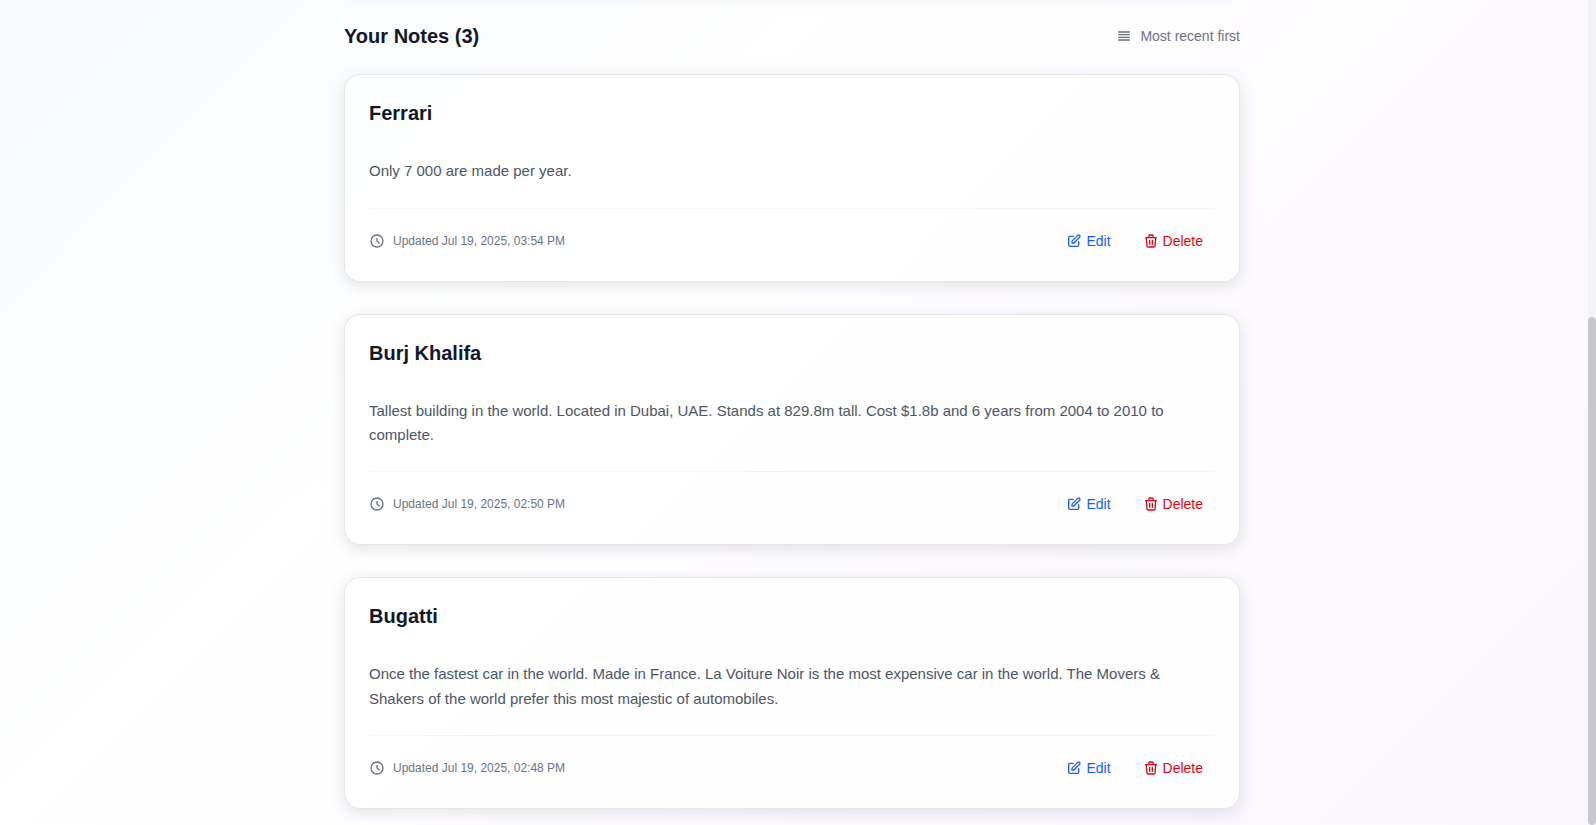 Your Notes (3)
Most recent first
Ferrari
Only 7 000 are made per year.
Updated Jul 19, 2025, 03:54 PM
Edit
Delete
Burj Khalifa
Tallest building in the world. Located in Dubai, UAE. Stands at 829.8m tall. Cost $1.8b and 6 years from 2004 to 2010 to
complete.
Updated Jul 19, 2025, 02:50 PM
Edit
Delete
Bugatti
Once the fastest car in the world. Made in France. La Voiture Noir is the most expensive car in the world. The Movers &
Shakers of the world prefer this most majestic of automobiles.
Updated Jul 19, 2025, 02:48 PM
Edit
Delete